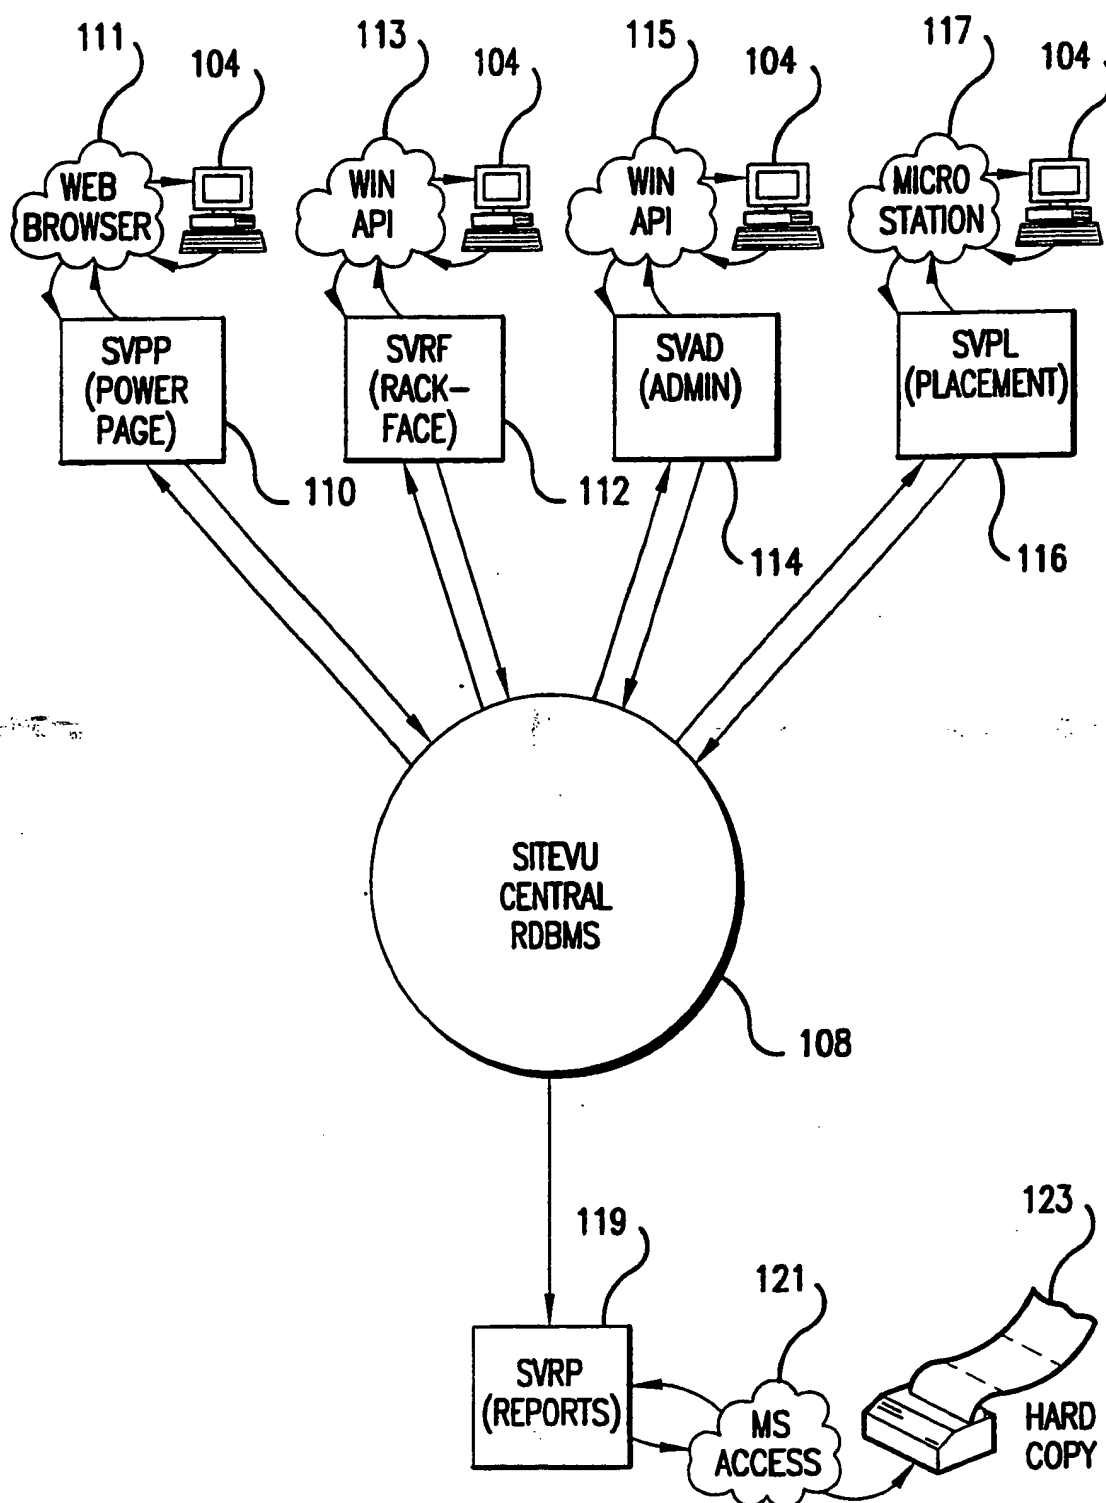 111
113
115
117
104
104
104
104
WEB
BROWSER
WIN
API
WIN
API
MICRO
STATION
SVPP
(POWER
PAGE)
SVRF
(RACK-
FACE)
SVAD
(ADMIN)
SVPL
(PLACEMENT)
110
112
114
116
SITEVU
CENTRAL
RDBMS
108
119
121
123
SVRP
(REPORTS)
MS
ACCESS
HARD
COPY